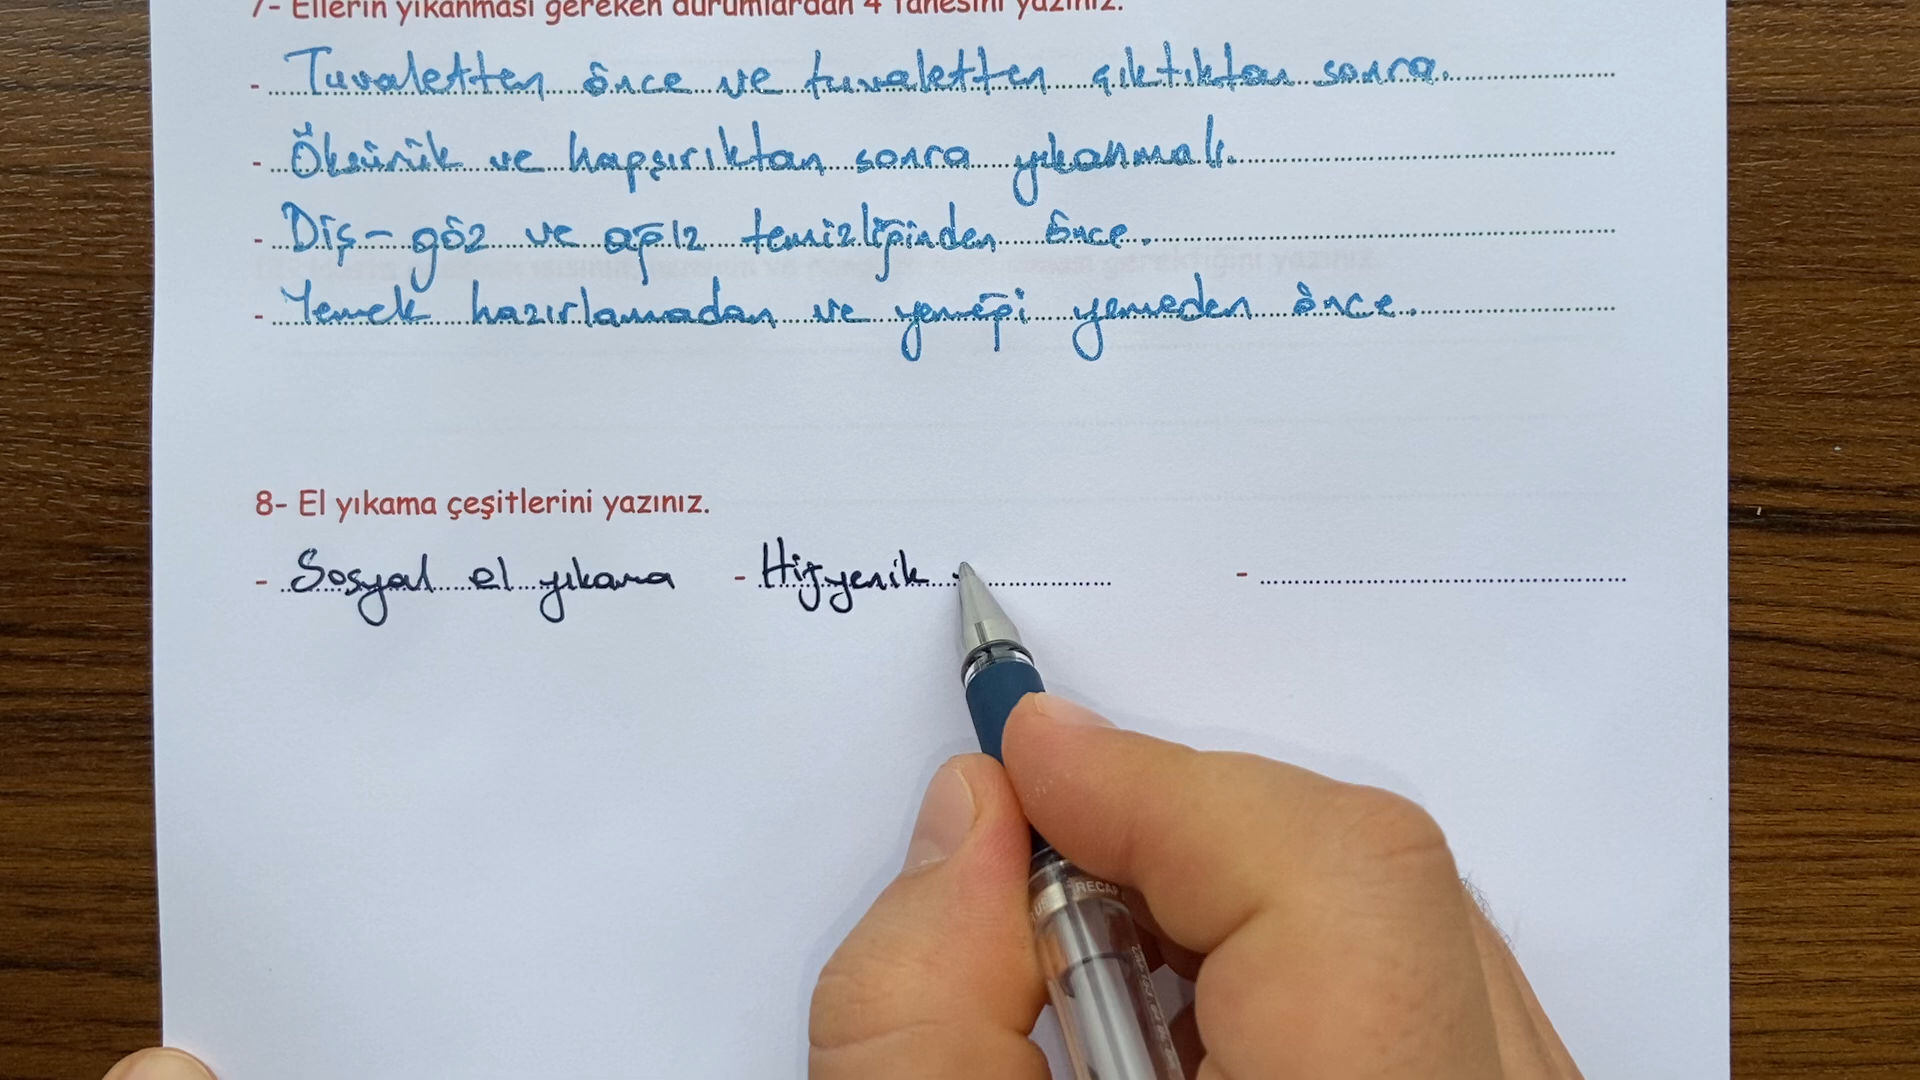 7- Ellerin yıkanması gereken durumlardan 4 tanesini yazınız.
- Tuvaletten önce ve tuvaletten çıktıktan sonra.
- Öksürük ve hapşırıktan sonra yıkanmalı.
- Diş-göz ve ağız temizliğinden önce.
- Yemek hazırlamadan ve yemeği yemeden önce.
8- El yıkama çeşitlerini yazınız.
- Sosyal el yıkama - Hijyenik -